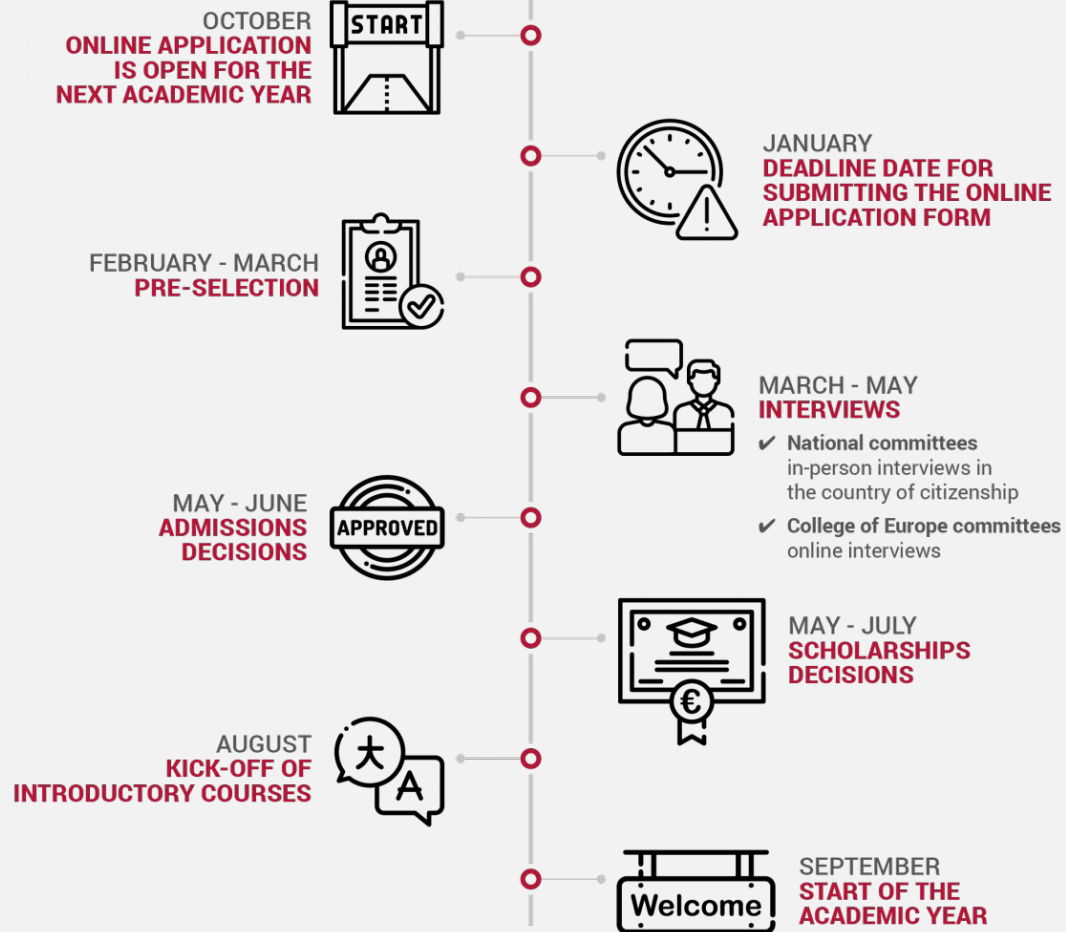 START
OCTOBER
ONLINE APPLICATION
IS OPEN FOR THE
NEXT ACADEMIC YEAR
JANUARY
DEADLINE DATE FOR
SUBMITTING THE ONLINE
APPLICATION FORM
FEBRUARY - MARCH
PRE-SELECTION
MARCH - MAY
INTERVIEWS
✔ National committees
in-person interviews in
the country of citizenship
✔ College of Europe committees
online interviews
MAY - JUNE
ADMISSIONS
DECISIONS
APPROVED
MAY - JULY
SCHOLARSHIPS
DECISIONS
€
AUGUST
KICK-OFF OF
INTRODUCTORY COURSES
大
A
SEPTEMBER
START OF THE
ACADEMIC YEAR
Welcome